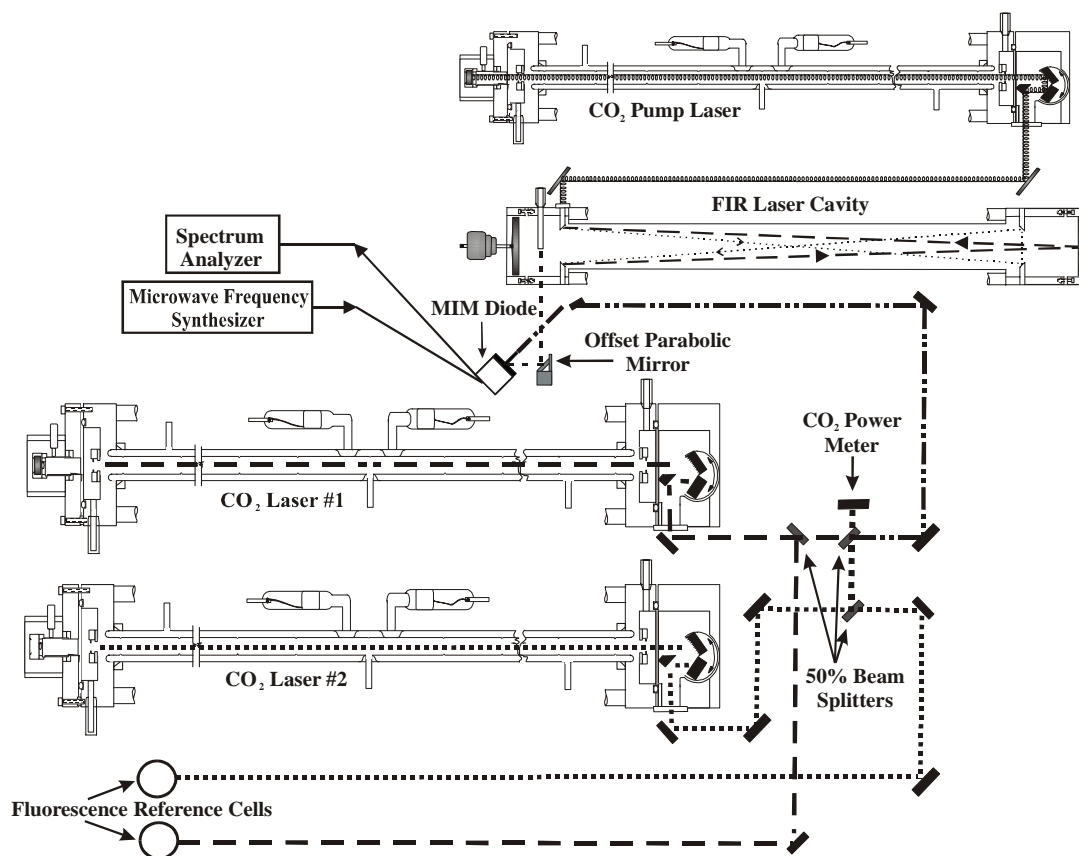 CO₂ Pump Laser
FIR Laser Cavity
Spectrum
Analyzer
Microwave Frequency
Synthesizer
MIM Diode
Offset Parabolic
Mirror
CO₂ Power
Meter
CO₂ Laser #1
CO₂ Laser #2
50% Beam
Splitters
Fluorescence Reference Cells